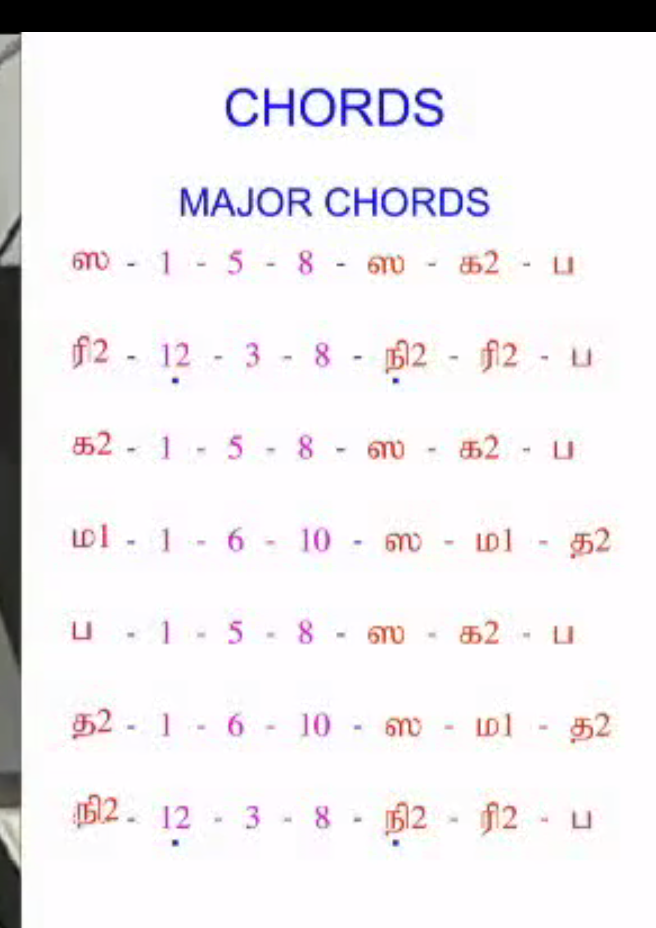 CHORDS
MAJOR CHORDS
ஸ - 1 - 5 - 8 - ஸ - க2 - ப
ரி2 - 12 - 3 - 8 - நி2 - ரி2 - ப
க2 - 1 - 5 - 8 - ஸ - க2 - ப
ம1 - 1 - 6 - 10 - ஸ - ம1 - த2
ப - 1 - 5 - 8 - ஸ - க2 - ப
த2 - 1 - 6 - 10 - ஸ - ம1 - த2
நி2 - 12 - 3 - 8 - நி2 - ரி2 - ப